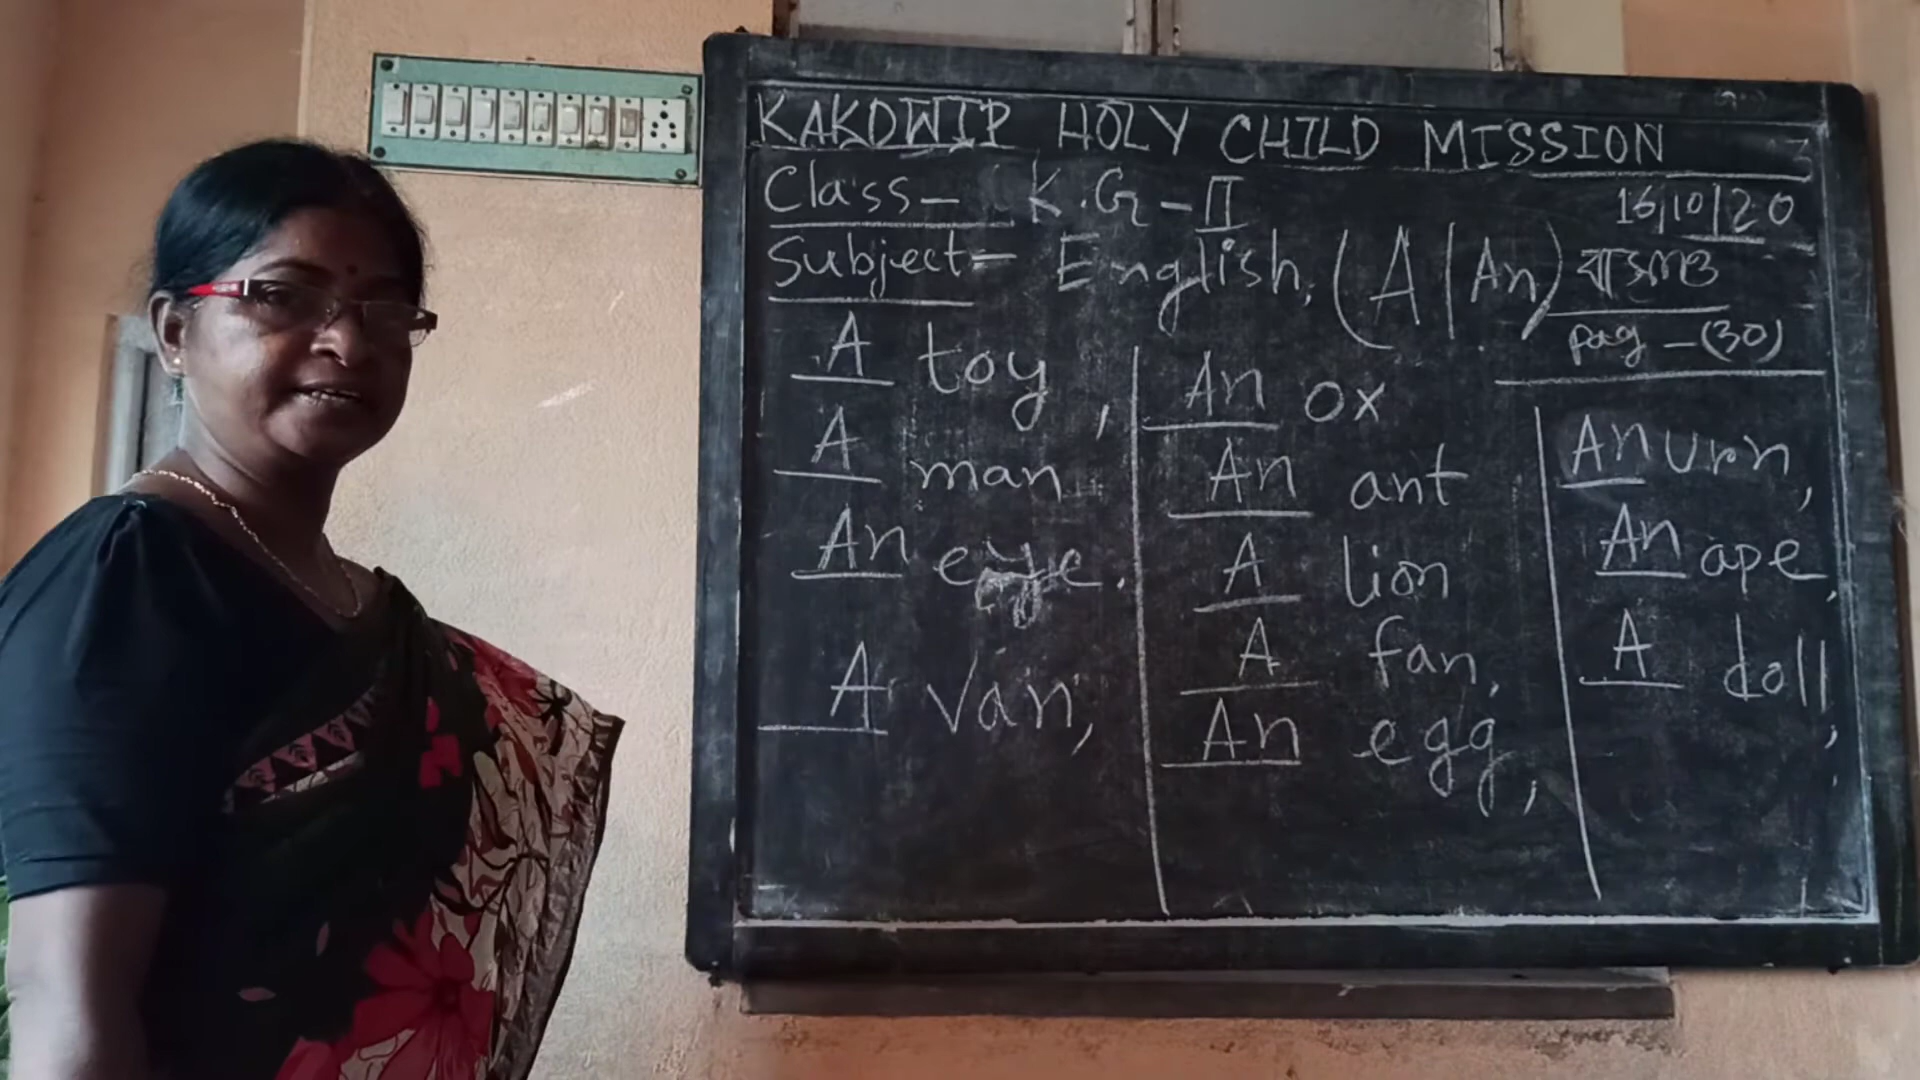 KAKDWIP HOLY CHILD MISSION
Class - K.G - II
16/10/20
Subject = English, (A/An)
pag - (30)
A toy,
A man
An eye.
A van,
An ox
An ant
A lion
A fan,
An egg,
An urn,
An ape,
A doll,